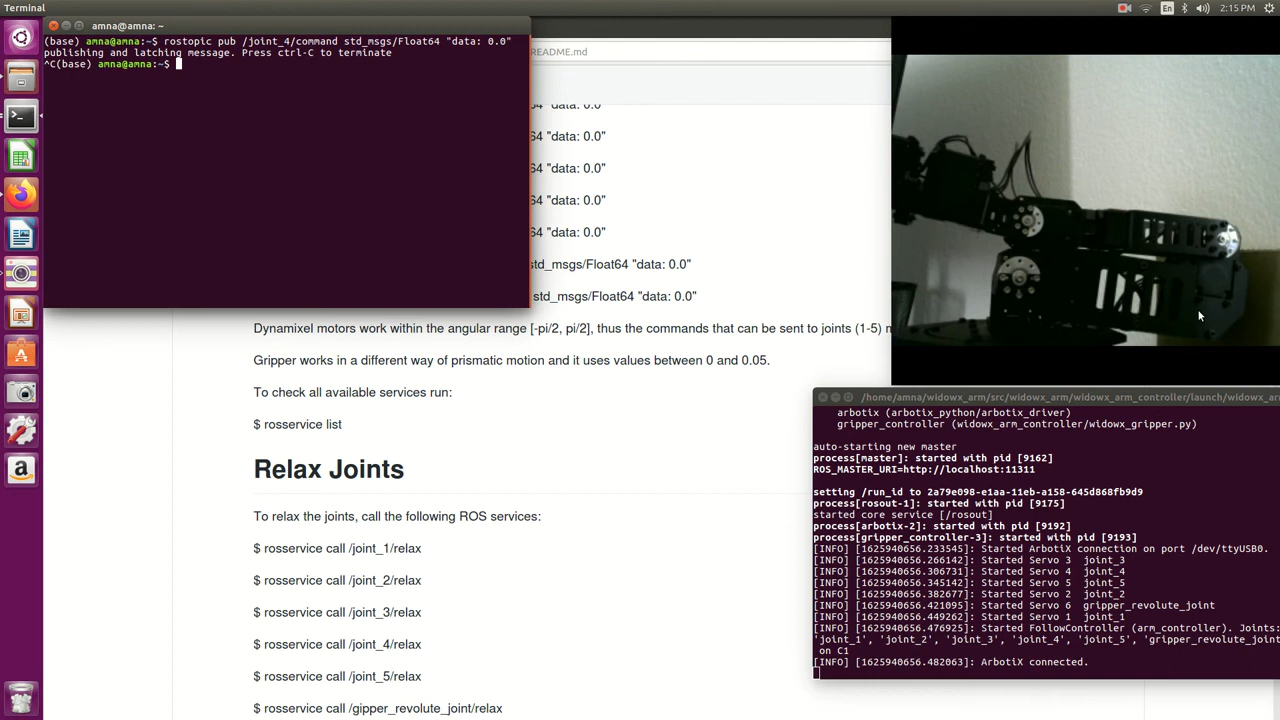 Terminal
En
2:15 PM
amna@amna: ~
(base) amna@amna:~$ rostopic pub /joint_4/command std_msgs/Float64 "data: 0.0"
publishing and latching message. Press ctrl-C to terminate
^C(base) amna@amna:~$
README.md
64 "data: 0.0"
64 "data: 0.0"
64 "data: 0.0"
64 "data: 0.0"
64 "data: 0.0"
std_msgs/Float64 "data: 0.0"
std_msgs/Float64 "data: 0.0"
Dynamixel motors work within the angular range [-pi/2, pi/2], thus the commands that can be sent to joints (1-5) m
Gripper works in a different way of prismatic motion and it uses values between 0 and 0.05.
To check all available services run:
$ rosservice list
Relax Joints
To relax the joints, call the following ROS services:
$ rosservice call /joint_1/relax
$ rosservice call /joint_2/relax
$ rosservice call /joint_3/relax
$ rosservice call /joint_4/relax
$ rosservice call /joint_5/relax
$ rosservice call /gipper_revolute_joint/relax
/home/amna/widowx_arm/src/widowx_arm/widowx_arm_controller/launch/widowx_arm
arbotix (arbotix_python/arbotix_driver)
gripper_controller (widowx_arm_controller/widowx_gripper.py)
auto-starting new master
process[master]: started with pid [9162]
ROS_MASTER_URI=http://localhost:11311
setting /run_id to 2a79e098-e1aa-11eb-a158-645d868fb9d9
process[rosout-1]: started with pid [9175]
started core service [/rosout]
process[arbotix-2]: started with pid [9192]
process[gripper_controller-3]: started with pid [9193]
[INFO] [1625940656.233545]: Started ArbotiX connection on port /dev/ttyUSB0.
[INFO] [1625940656.266142]: Started Servo 3  joint_3
[INFO] [1625940656.306731]: Started Servo 4  joint_4
[INFO] [1625940656.345142]: Started Servo 5  joint_5
[INFO] [1625940656.382677]: Started Servo 2  joint_2
[INFO] [1625940656.421095]: Started Servo 6  gripper_revolute_joint
[INFO] [1625940656.449262]: Started Servo 1  joint_1
[INFO] [1625940656.476925]: Started FollowController (arm_controller). Joints:
'joint_1', 'joint_2', 'joint_3', 'joint_4', 'joint_5', 'gripper_revolute_joint
on C1
[INFO] [1625940656.482063]: ArbotiX connected.